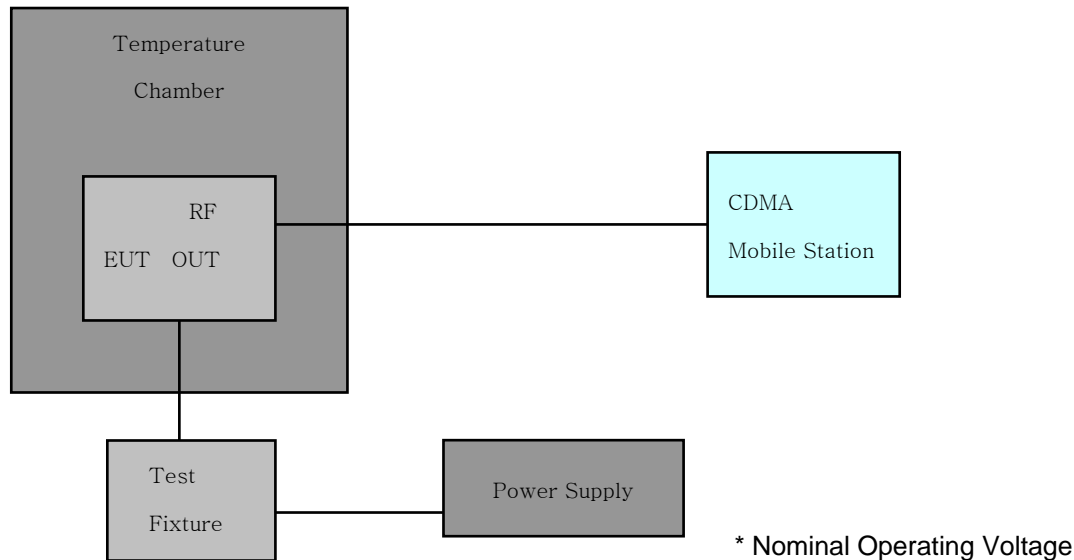 Temperature
Chamber
RF
EUT OUT
CDMA
Mobile Station
Test
Fixture
Power Supply
* Nominal Operating Voltage